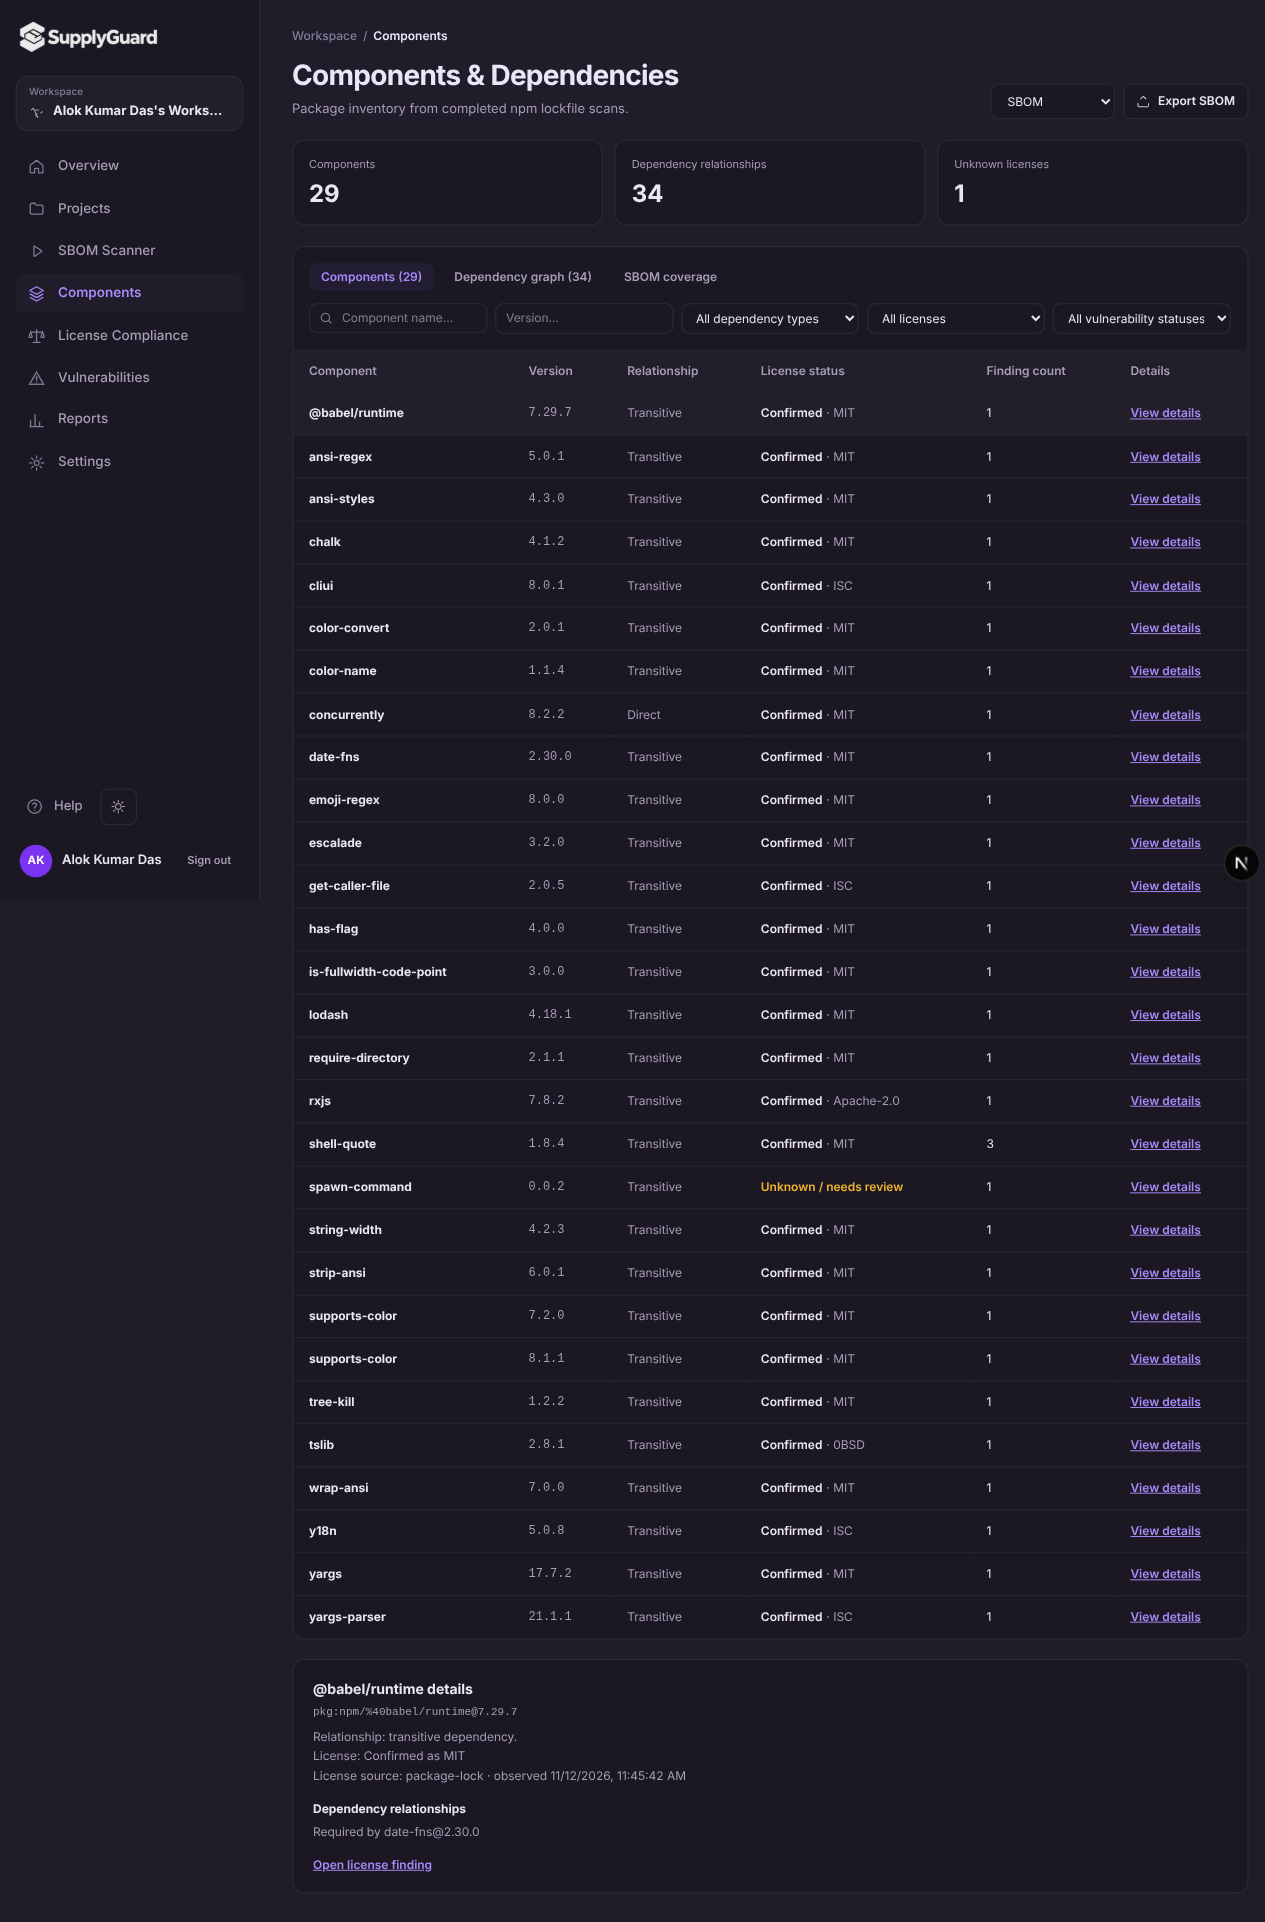 SupplyGuard
Workspace
Alok Kumar Das's Works...
Overview
Projects
SBOM Scanner
Components
License Compliance
Vulnerabilities
Reports
Settings
Help
AK Alok Kumar Das Sign out
Workspace / Components
Components & Dependencies
Package inventory from completed npm lockfile scans.
SBOM
Export SBOM
Components
29
Dependency relationships
34
Unknown licenses
1
Components (29) Dependency graph (34) SBOM coverage
Component name... Version... All dependency types All licenses All vulnerability statuses
Component Version Relationship License status Finding count Details
@babel/runtime 7.29.7 Transitive Confirmed · MIT 1 View details
ansi-regex 5.0.1 Transitive Confirmed · MIT 1 View details
ansi-styles 4.3.0 Transitive Confirmed · MIT 1 View details
chalk 4.1.2 Transitive Confirmed · MIT 1 View details
cliui 8.0.1 Transitive Confirmed · ISC 1 View details
color-convert 2.0.1 Transitive Confirmed · MIT 1 View details
color-name 1.1.4 Transitive Confirmed · MIT 1 View details
concurrently 8.2.2 Direct Confirmed · MIT 1 View details
date-fns 2.30.0 Transitive Confirmed · MIT 1 View details
emoji-regex 8.0.0 Transitive Confirmed · MIT 1 View details
escalade 3.2.0 Transitive Confirmed · MIT 1 View details
get-caller-file 2.0.5 Transitive Confirmed · ISC 1 View details
has-flag 4.0.0 Transitive Confirmed · MIT 1 View details
is-fullwidth-code-point 3.0.0 Transitive Confirmed · MIT 1 View details
lodash 4.18.1 Transitive Confirmed · MIT 1 View details
require-directory 2.1.1 Transitive Confirmed · MIT 1 View details
rxjs 7.8.2 Transitive Confirmed · Apache-2.0 1 View details
shell-quote 1.8.4 Transitive Confirmed · MIT 3 View details
spawn-command 0.0.2 Transitive Unknown / needs review 1 View details
string-width 4.2.3 Transitive Confirmed · MIT 1 View details
strip-ansi 6.0.1 Transitive Confirmed · MIT 1 View details
supports-color 7.2.0 Transitive Confirmed · MIT 1 View details
supports-color 8.1.1 Transitive Confirmed · MIT 1 View details
tree-kill 1.2.2 Transitive Confirmed · MIT 1 View details
tslib 2.8.1 Transitive Confirmed · 0BSD 1 View details
wrap-ansi 7.0.0 Transitive Confirmed · MIT 1 View details
y18n 5.0.8 Transitive Confirmed · ISC 1 View details
yargs 17.7.2 Transitive Confirmed · MIT 1 View details
yargs-parser 21.1.1 Transitive Confirmed · ISC 1 View details
N
@babel/runtime details
pkg:npm/%40babel/runtime@7.29.7
Relationship: transitive dependency.
License: Confirmed as MIT
License source: package-lock · observed 11/12/2026, 11:45:42 AM
Dependency relationships
Required by date-fns@2.30.0
Open license finding